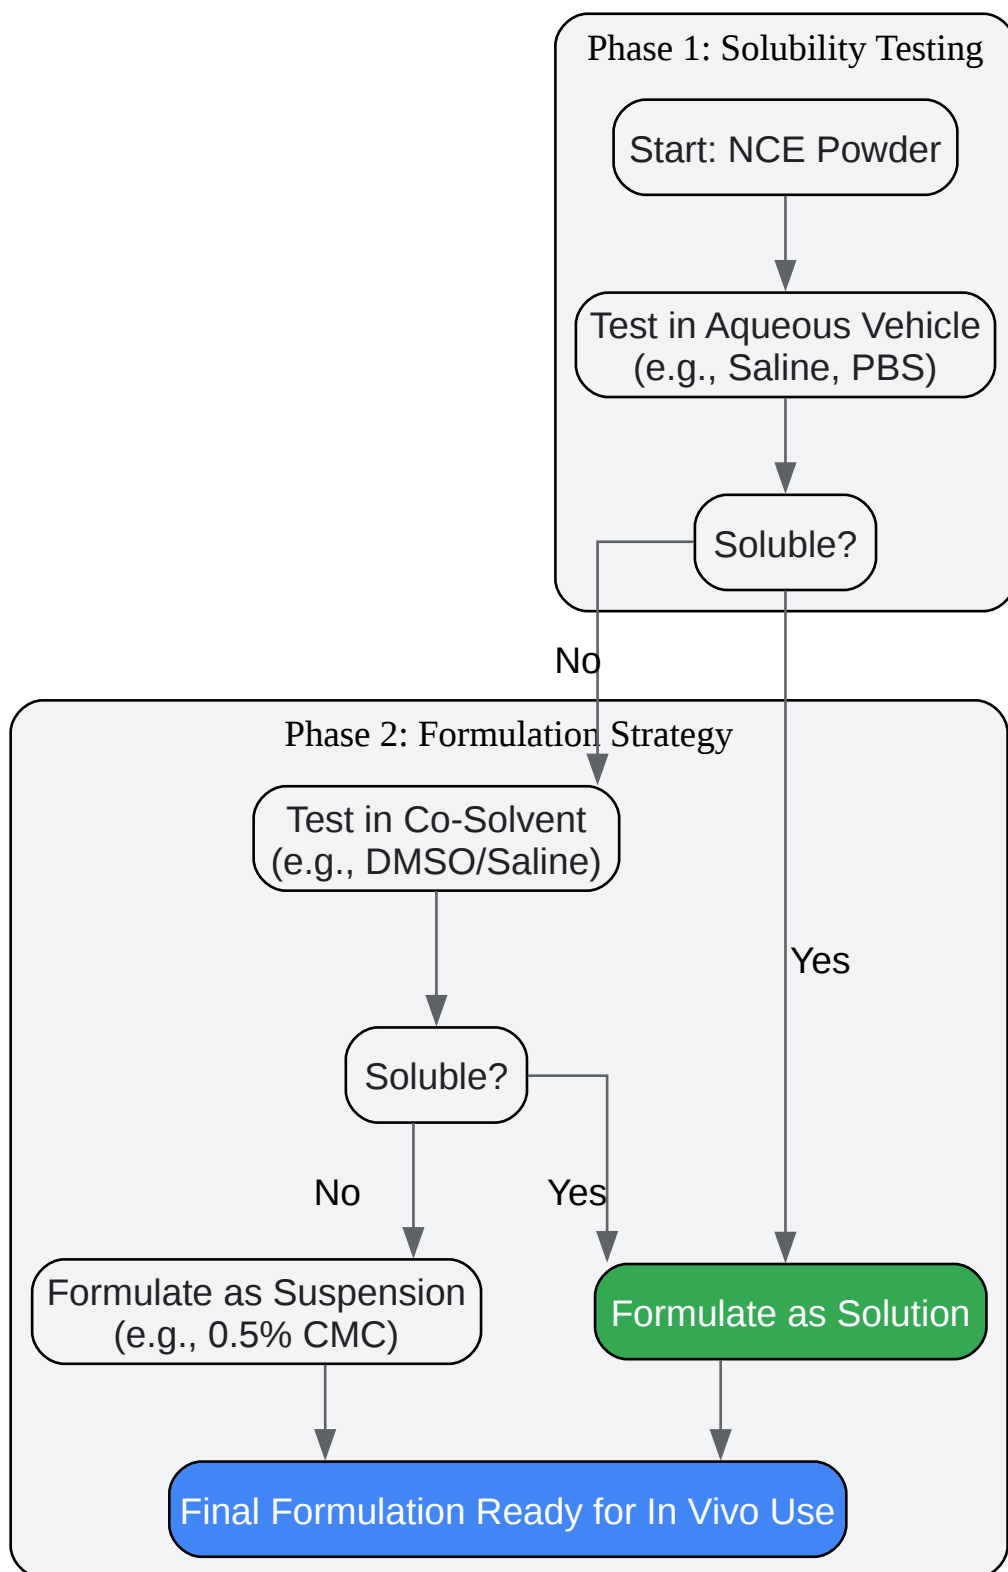 Phase 1: Solubility Testing
Start: NCE Powder
Test in Aqueous Vehicle
(e.g., Saline, PBS)
Soluble?
No
Phase 2: Formulation Strategy
Test in Co-Solvent
(e.g., DMSO/Saline)
Yes
Soluble?
No
Yes
Formulate as Suspension
(e.g., 0.5% CMC)
Formulate as Solution
Final Formulation Ready for In Vivo Use